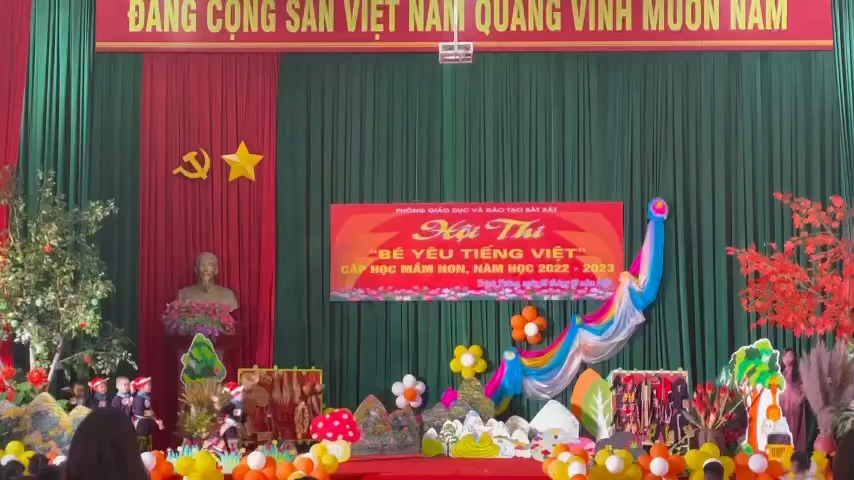 ĐẢNG CỘNG SẢN VIỆT NAM QUANG VINH MUÔN NĂM
PHÒNG GIÁO DỤC VÀ ĐÀO TẠO BÁT XÁT
Hội Thi
"BÉ YÊU TIẾNG VIỆT"
CẤP HỌC MẦM NON, NĂM HỌC 2022 - 2023